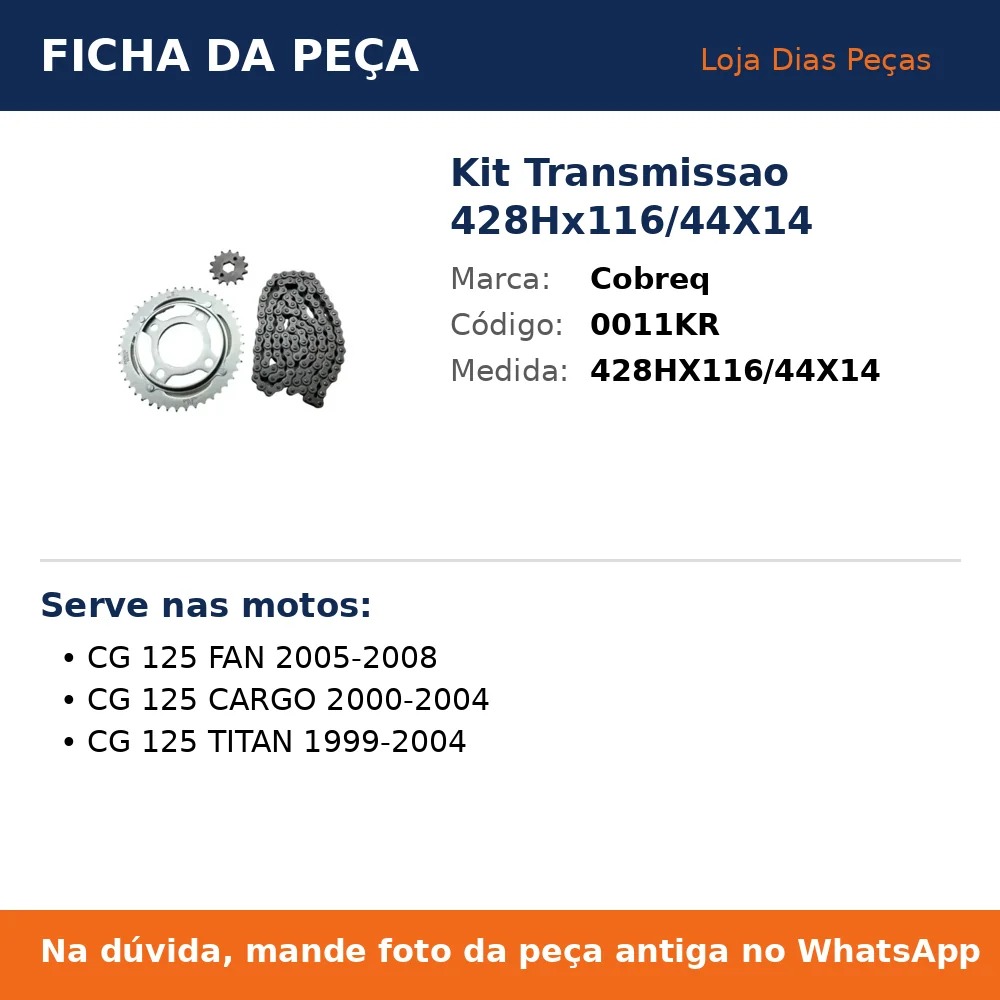 FICHA DA PEÇA
Loja Dias Peças
Kit Transmissao
428Hx116/44X14
Marca: Cobreq
Código: 0011KR
Medida: 428HX116/44X14
Serve nas motos:
• CG 125 FAN 2005-2008
• CG 125 CARGO 2000-2004
• CG 125 TITAN 1999-2004
Na dúvida, mande foto da peça antiga no WhatsApp